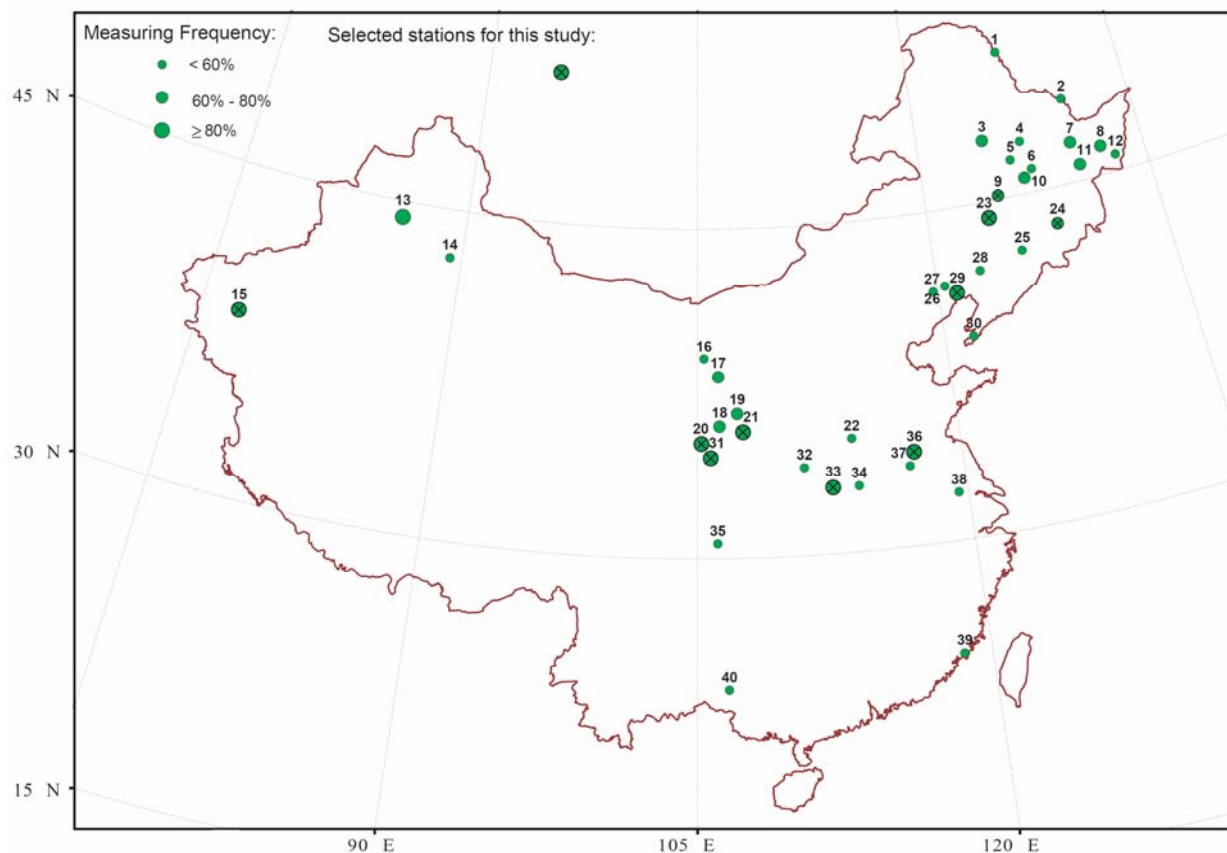 Measuring Frequency: Selected stations for this study:
< 60%
60% - 80%
≥ 80%
45 N
30 N
15 N
90 E 105 E 120 E
1
2
3 4 7 8 12
5 6 11
10
9
23 24
25
13
14
28
27 29
26
15
30
16
17
19
18 21
20 31
22 36
32 37
33 34 38
35
39
40